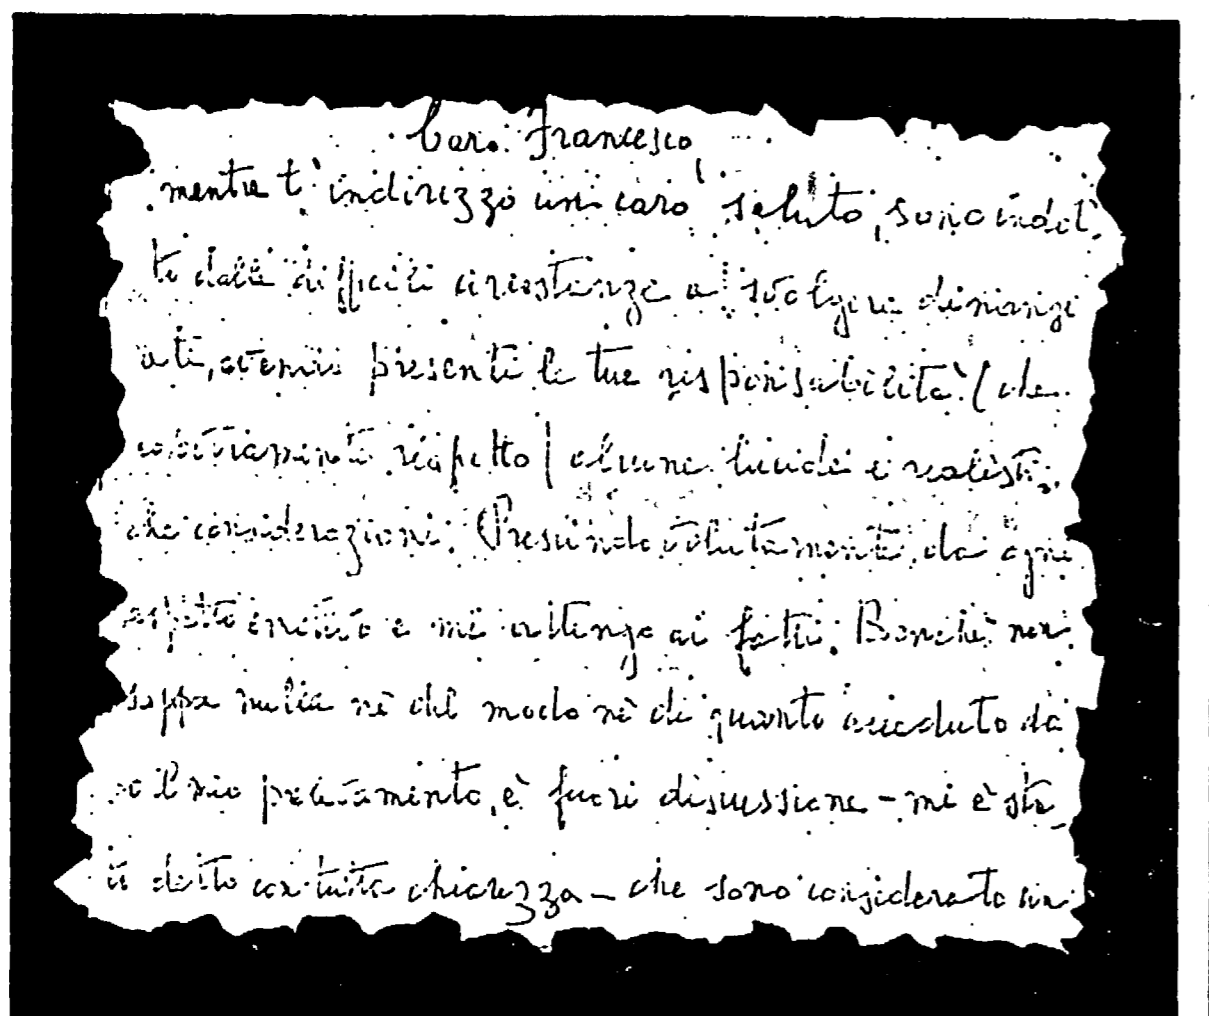 Caro Francesco,
mentre t'indirizzo un caro saluto, sono indot
to dalle difficili circostanze a svolgere dinanzi
a te, avendo presenti le tue responsabilità (che
ovviamente rispetto) alcune lucide e realisti
che considerazioni. Prescindo volutamente da ogni
aspetto emotivo e mi attengo ai fatti. Benchè non
sappia nulla nè del modo nè di quanto accaduto do
po il mio prelevamento, è fuori discussione - mi è sta
to detto con tutta chiarezza - che sono considerato un